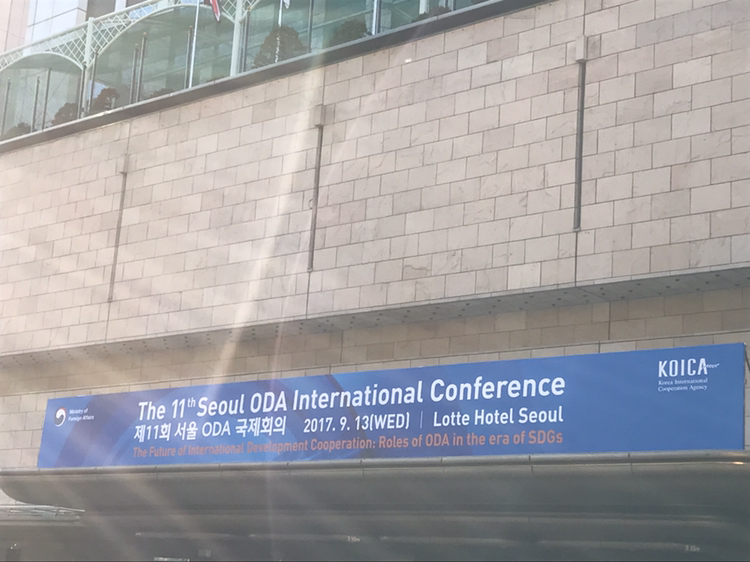 Ministry of
Foreign Affairs
The 11th Seoul ODA International Conference
제11회 서울 ODA 국제회의 2017. 9. 13(WED) | Lotte Hotel Seoul
The Future of International Development Cooperation: Roles of ODA in the era of SDGs
KOICA
Korea International
Cooperation Agency